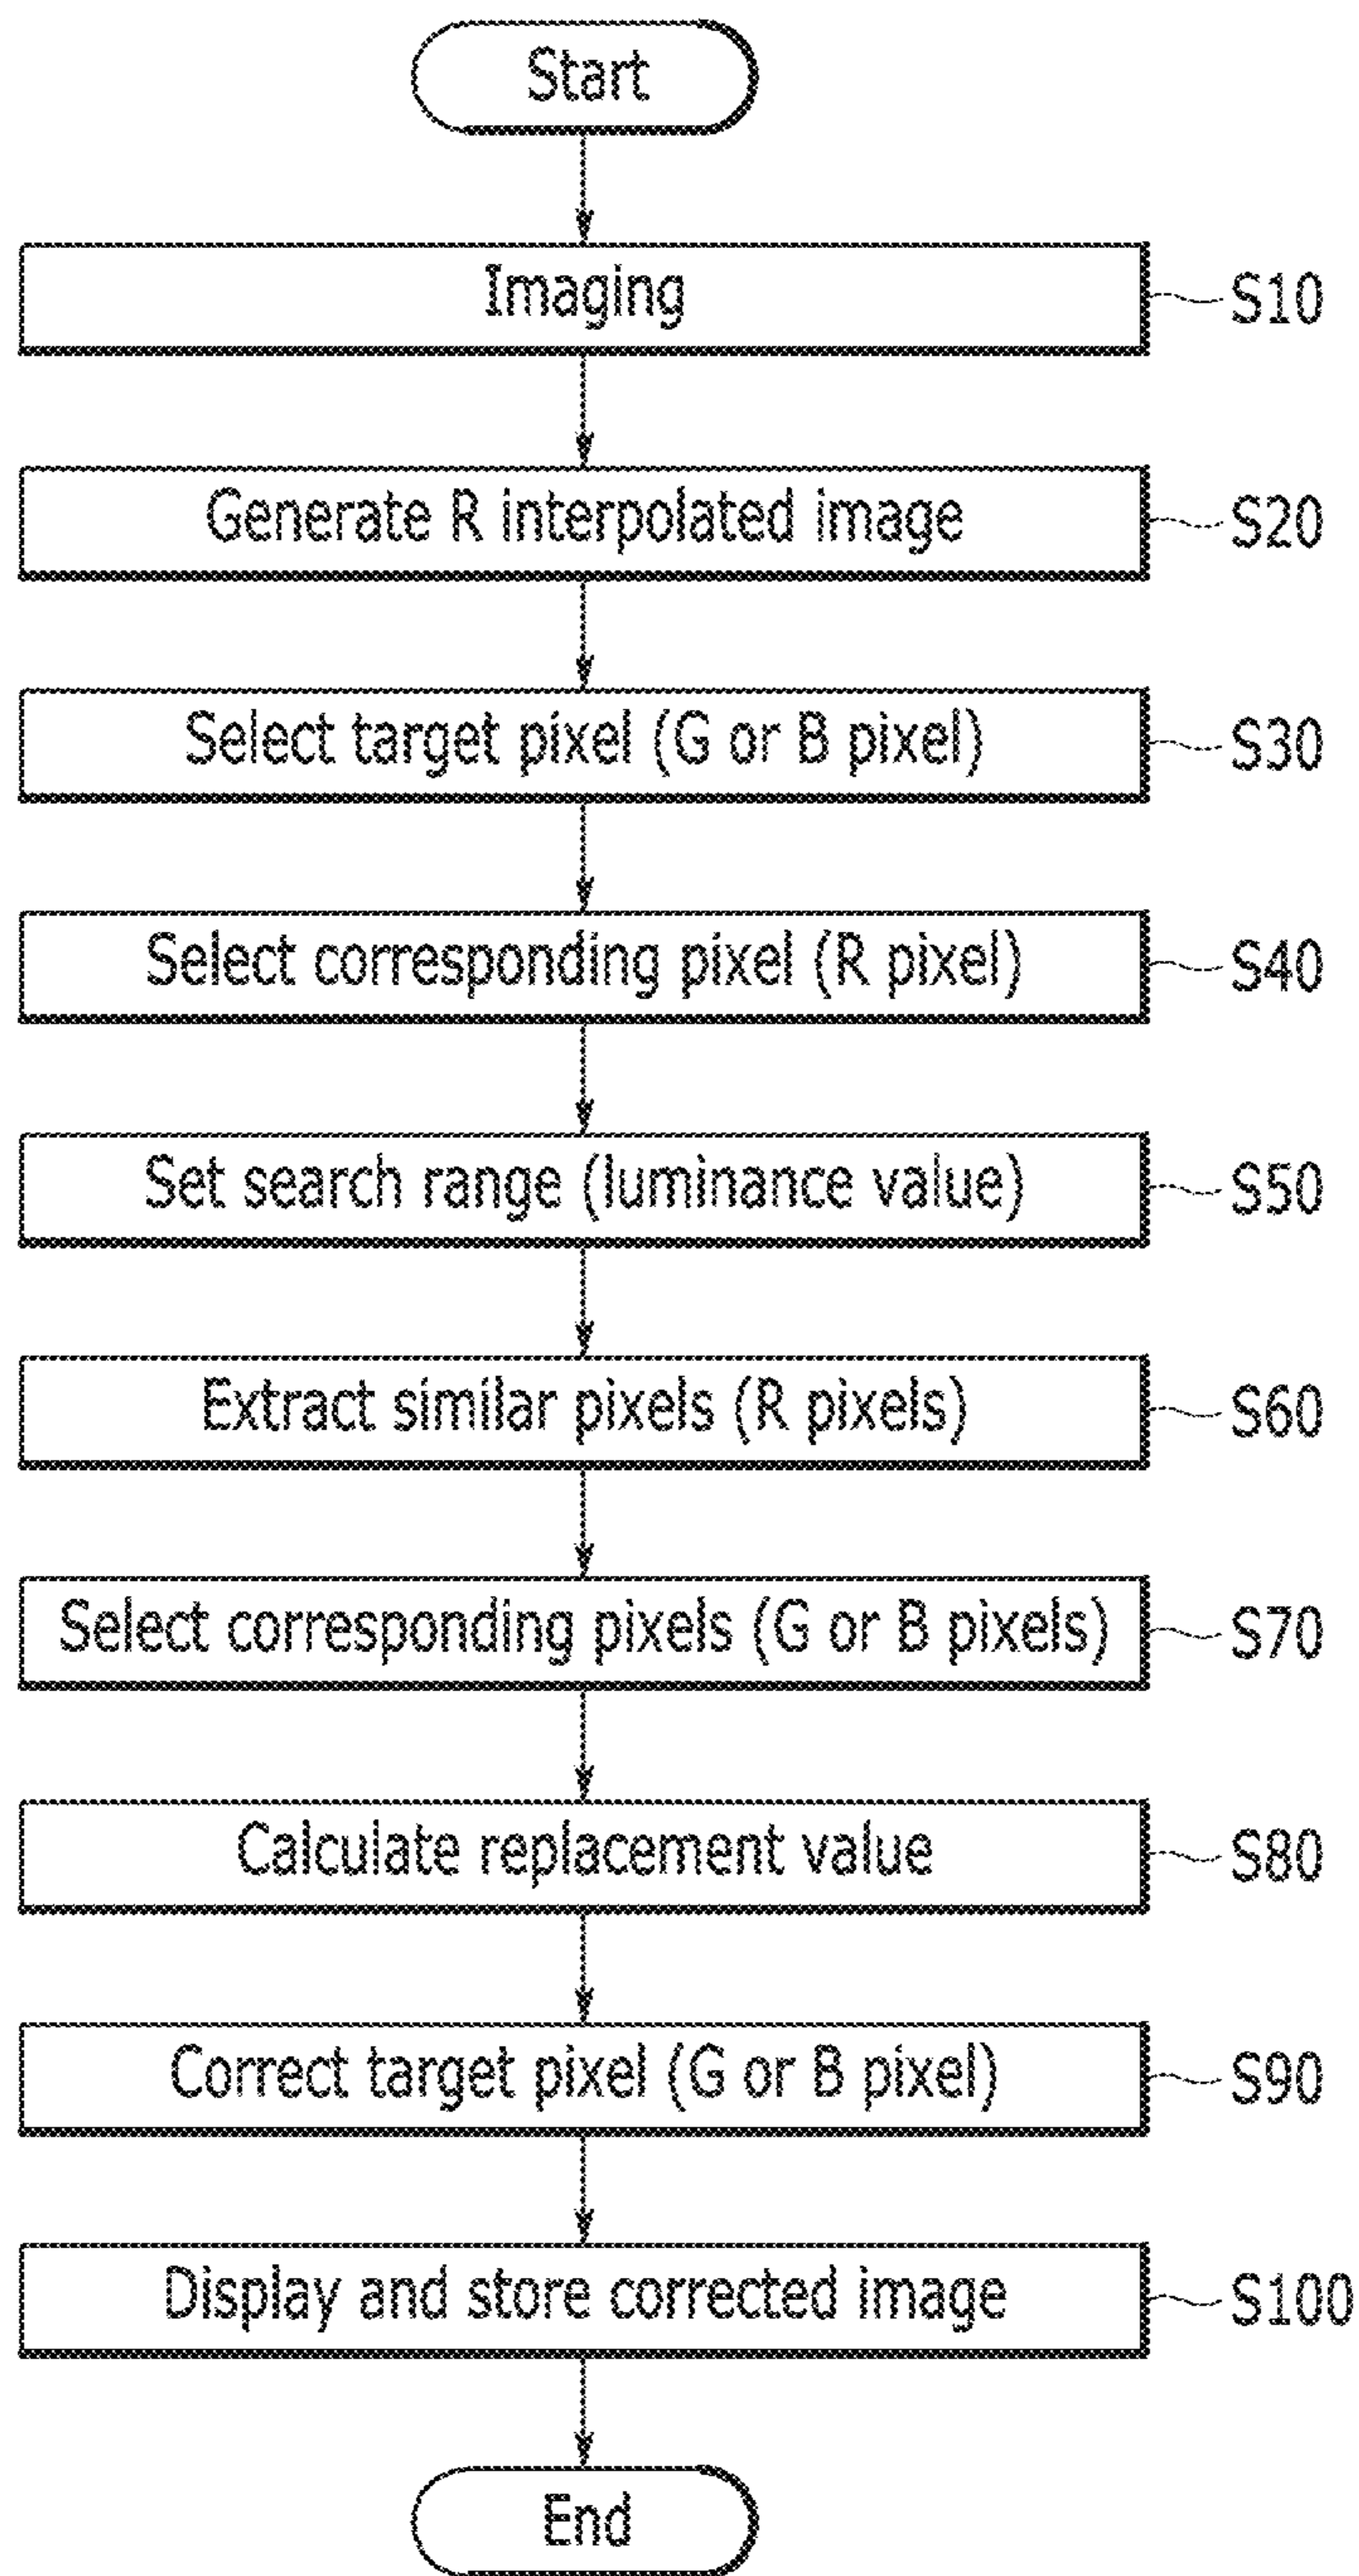 Start
Imaging S10
Generate R interpolated image S20
Select target pixel (G or B pixel) S30
Select corresponding pixel (R pixel) S40
Set search range (luminance value) S50
Extract similar pixels (R pixels) S60
Select corresponding pixels (G or B pixels) S70
Calculate replacement value S80
Correct target pixel (G or B pixel) S90
Display and store corrected image S100
End